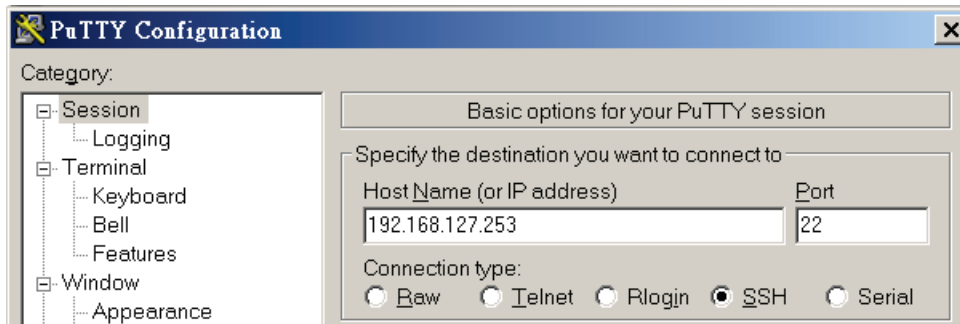 PuTTY Configuration
Category:
Session
Logging
Terminal
Keyboard
Bell
Features
Window
Appearance
Basic options for your PuTTY session
Specify the destination you want to connect to
Host Name (or IP address) Port
192.168.127.253 22
Connection type:
Raw Telnet Rlogin SSH Serial